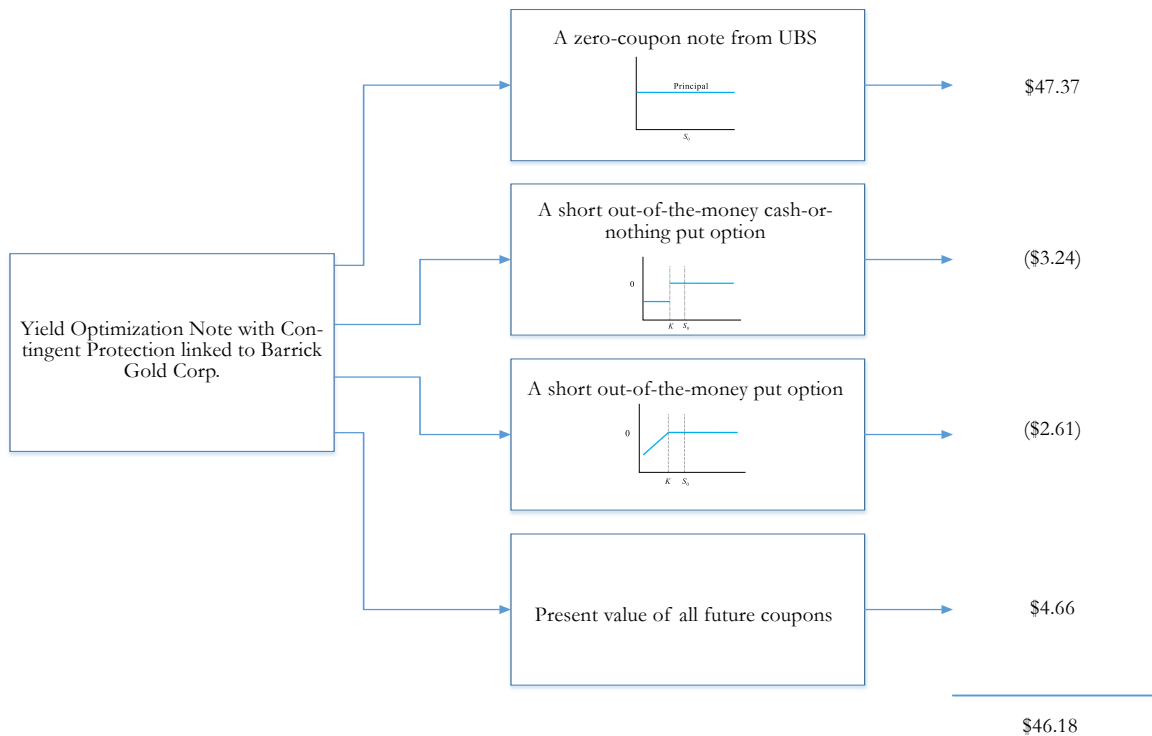 A zero-coupon note from UBS
Principal
S₀
$47.37
A short out-of-the-money cash-or-
nothing put option
0
K S₀
($3.24)
Yield Optimization Note with Con-
tingent Protection linked to Barrick
Gold Corp.
A short out-of-the-money put option
0
K S₀
($2.61)
Present value of all future coupons
$4.66
$46.18